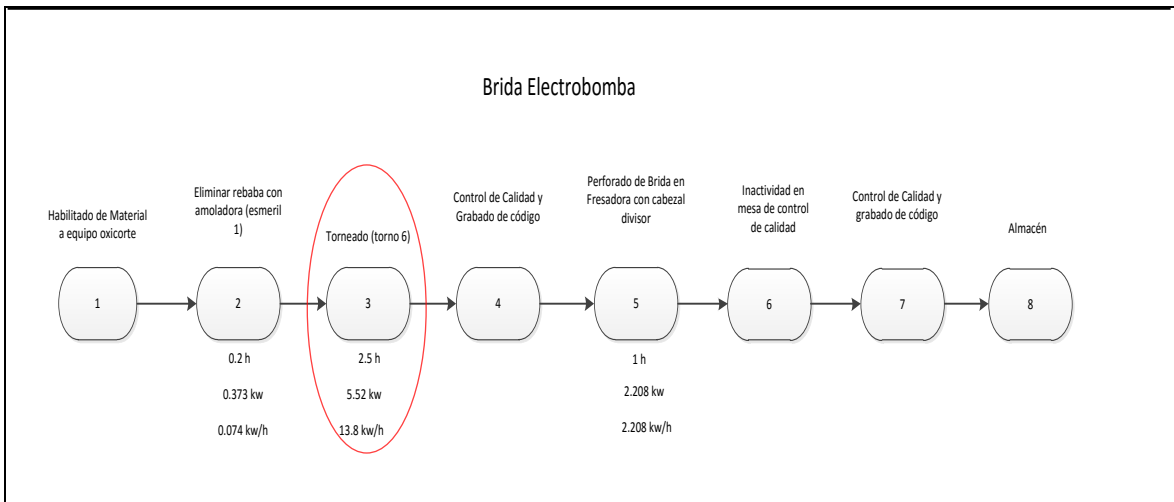 Brida Electrobomba
Habilitado de Material
a equipo oxicorte
Eliminar rebaba con
amoladora (esmeril
1)
Torneado (torno 6)
Control de Calidad y
Grabado de código
Perforado de Brida en
Fresadora con cabezal
divisor
Inactividad en
mesa de control
de calidad
Control de Calidad y
grabado de código
Almacén
1
2
3
4
5
6
7
8
0.2 h
0.373 kw
0.074 kw/h
2.5 h
5.52 kw
13.8 kw/h
1 h
2.208 kw
2.208 kw/h